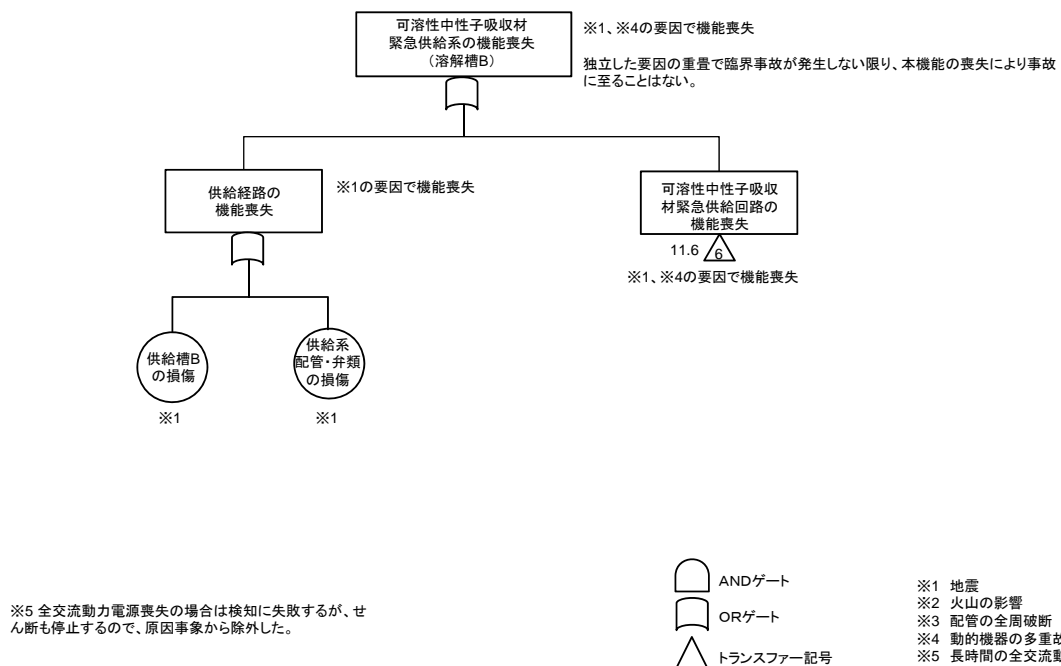 可溶性中性子吸収材
緊急供給系の機能喪失
（溶解槽B）
※1、※4の要因で機能喪失
独立した要因の重畳で臨界事故が発生しない限り、本機能の喪失により事故
に至ることはない。
供給経路の
機能喪失
※1の要因で機能喪失
可溶性中性子吸収
材緊急供給回路の
機能喪失
11.6
6
※1、※4の要因で機能喪失
供給槽B
の損傷
※1
供給系
配管・弁類
の損傷
※1
※5 全交流動力電源喪失の場合は検知に失敗するが、せ
ん断も停止するので、原因事象から除外した。
ANDゲート
ORゲート
トランスファー記号
※1 地震
※2 火山の影響
※3 配管の全周破断
※4 動的機器の多重故
※5 長時間の全交流動